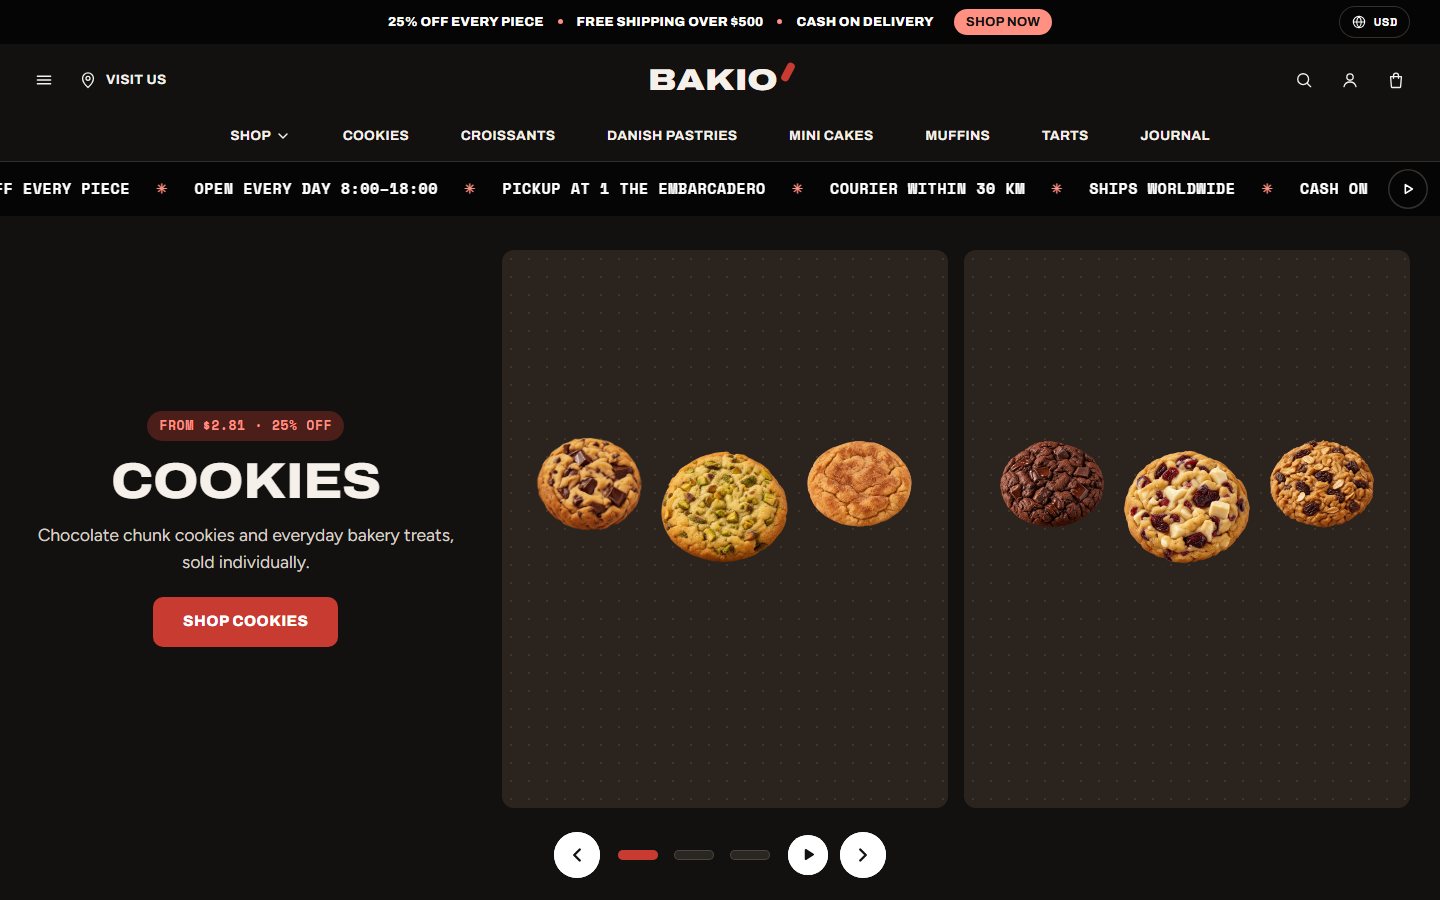 25% OFF EVERY PIECE • FREE SHIPPING OVER $500 • CASH ON DELIVERY SHOP NOW USD
VISIT US BAKIO
SHOP COOKIES CROISSANTS DANISH PASTRIES MINI CAKES MUFFINS TARTS JOURNAL
FF EVERY PIECE ✳ OPEN EVERY DAY 8:00–18:00 ✳ PICKUP AT 1 THE EMBARCADERO ✳ COURIER WITHIN 30 KM ✳ SHIPS WORLDWIDE ✳ CASH ON
FROM $2.81 · 25% OFF
COOKIES
Chocolate chunk cookies and everyday bakery treats,
sold individually.
SHOP COOKIES